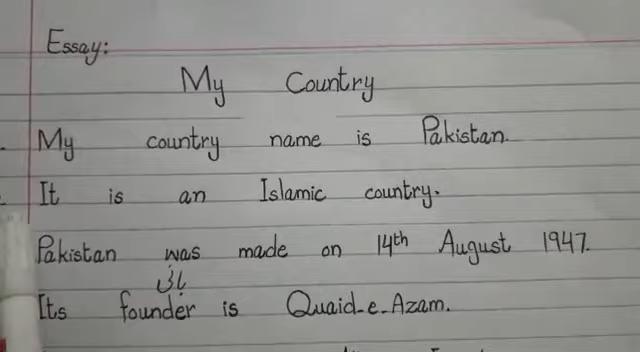 Essay:
My Country
My country name is Pakistan.
It is an Islamic country.
Pakistan was made on 14th August 1947.
بانی
Its founder is Quaid-e-Azam.